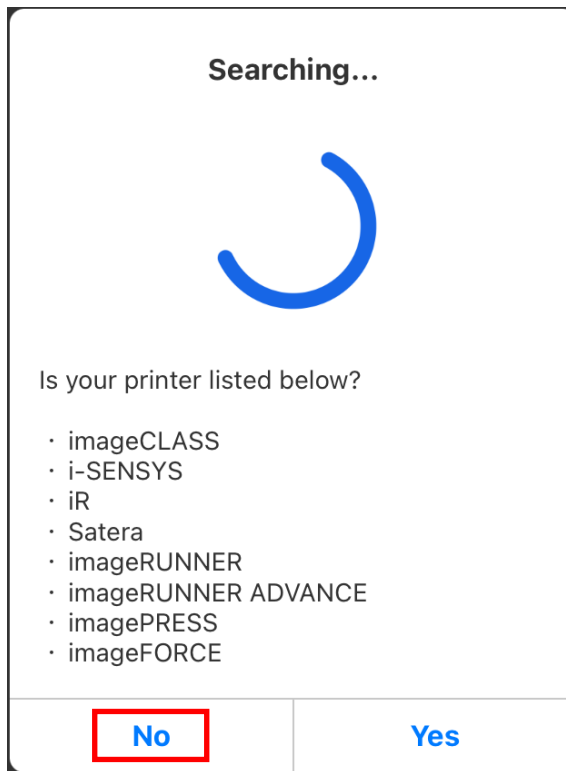 Searching...
Is your printer listed below?
· imageCLASS
· i-SENSYS
· iR
· Satera
· imageRUNNER
· imageRUNNER ADVANCE
· imagePRESS
· imageFORCE
No Yes